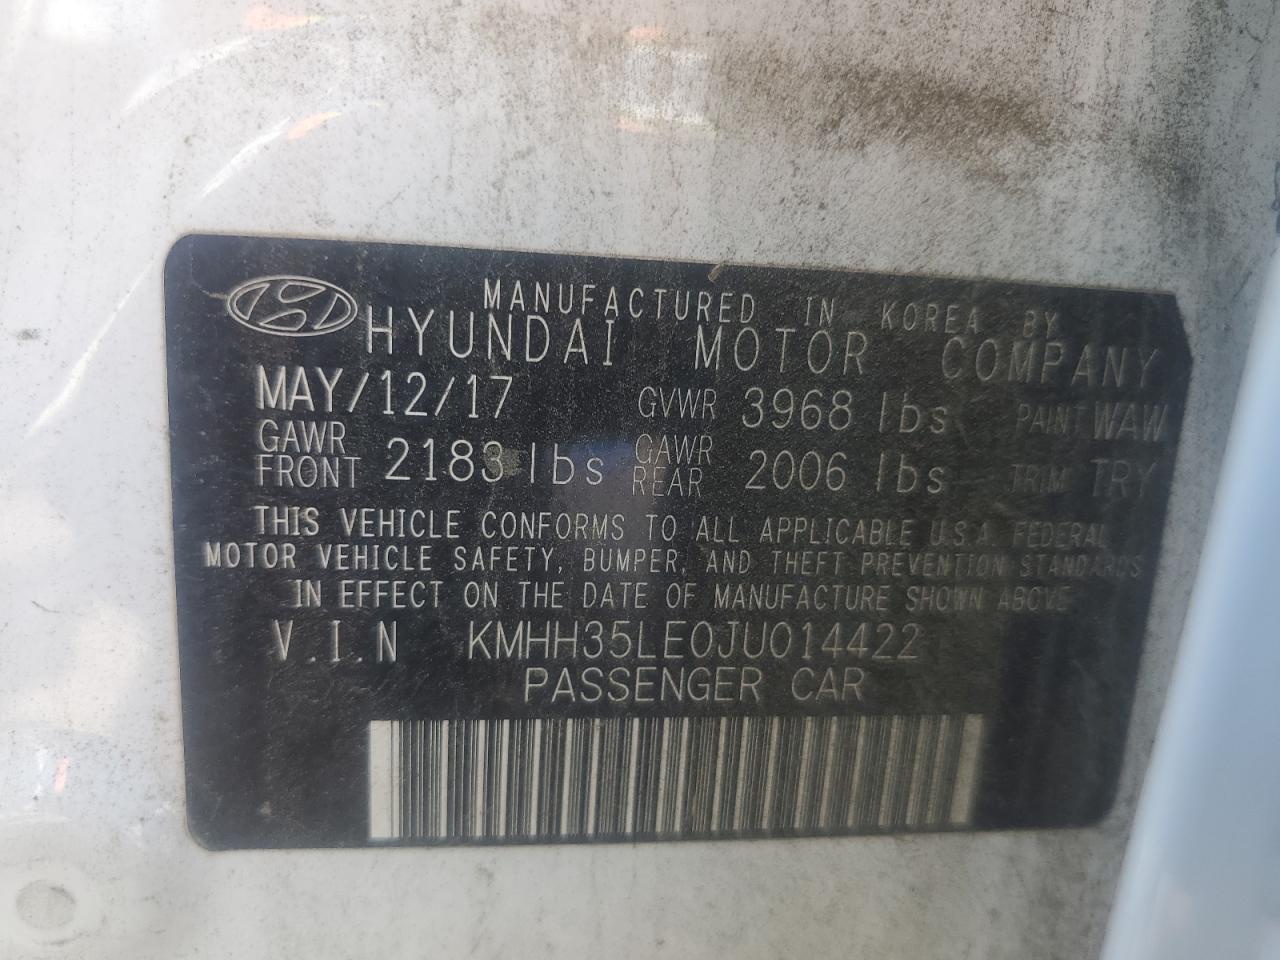 MANUFACTURED IN KOREA BY
HYUNDAI MOTOR COMPANY
MAY/12/17 GVWR 3968 lbs PAINT WAW
GAWR FRONT 2183 lbs GAWR REAR 2006 lbs TRIM TRY
THIS VEHICLE CONFORMS TO ALL APPLICABLE U.S.A. FEDERAL
MOTOR VEHICLE SAFETY, BUMPER, AND THEFT PREVENTION STANDARDS
IN EFFECT ON THE DATE OF MANUFACTURE SHOWN ABOVE
V.I.N KMHH35LE0JU014422
PASSENGER CAR